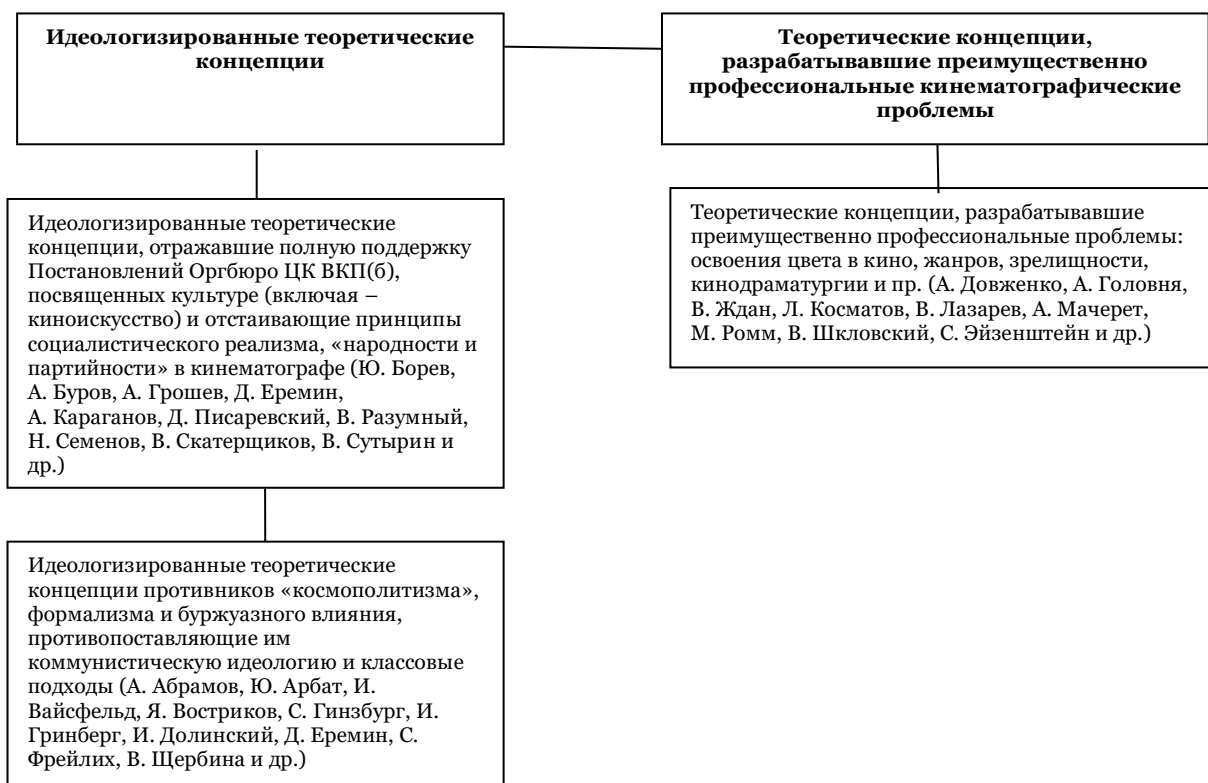 Идеологизированные теоретические
концепции
Теоретические концепции,
разрабатывавшие преимущественно
профессиональные кинематографические
проблемы
Идеологизированные теоретические
концепции, отражавшие полную поддержку
Постановлений Оргбюро ЦК ВКП(б),
посвященных культуре (включая –
киноискусство) и отстаивающие принципы
социалистического реализма, «народности и
партийности» в кинематографе (Ю. Борев,
А. Буров, А. Грошев, Д. Еремин,
А. Караганов, Д. Писаревский, В. Разумный,
Н. Семенов, В. Скатерщиков, В. Сутырин и
др.)
Теоретические концепции, разрабатывавшие
преимущественно профессиональные проблемы:
освоения цвета в кино, жанров, зрелищности,
кинодраматургии и пр. (А. Довженко, А. Головня,
В. Ждан, Л. Косматов, В. Лазарев, А. Мачерет,
М. Ромм, В. Шкловский, С. Эйзенштейн и др.)
Идеологизированные теоретические
концепции противников «космополитизма»,
формализма и буржуазного влияния,
противопоставляющие им
коммунистическую идеологию и классовые
подходы (А. Абрамов, Ю. Арбат, И.
Вайсфельд, Я. Востриков, С. Гинзбург, И.
Гринберг, И. Долинский, Д. Еремин, С.
Фрейлих, В. Щербина и др.)